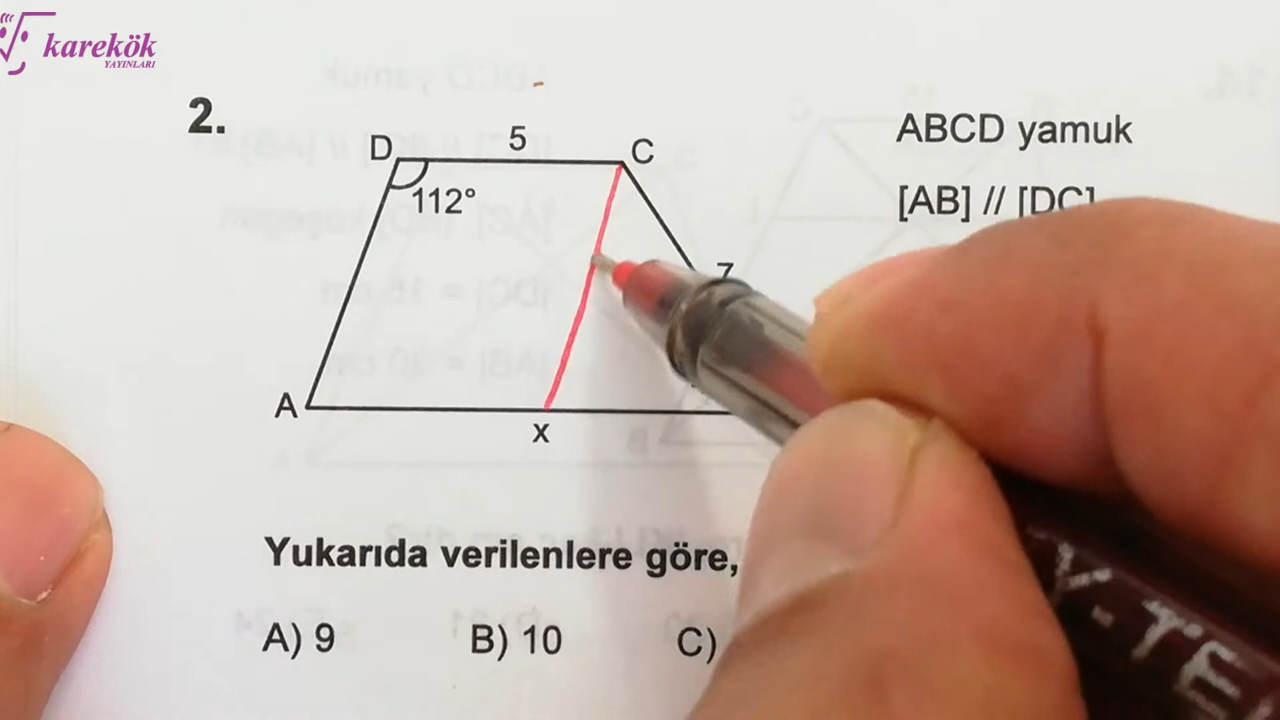 karekök
YAYINLARI
2.
D 5 C
112°
7
A
x
ABCD yamuk
[AB] // [DC]
Yukarıda verilenlere göre,
A) 9 B) 10 C)